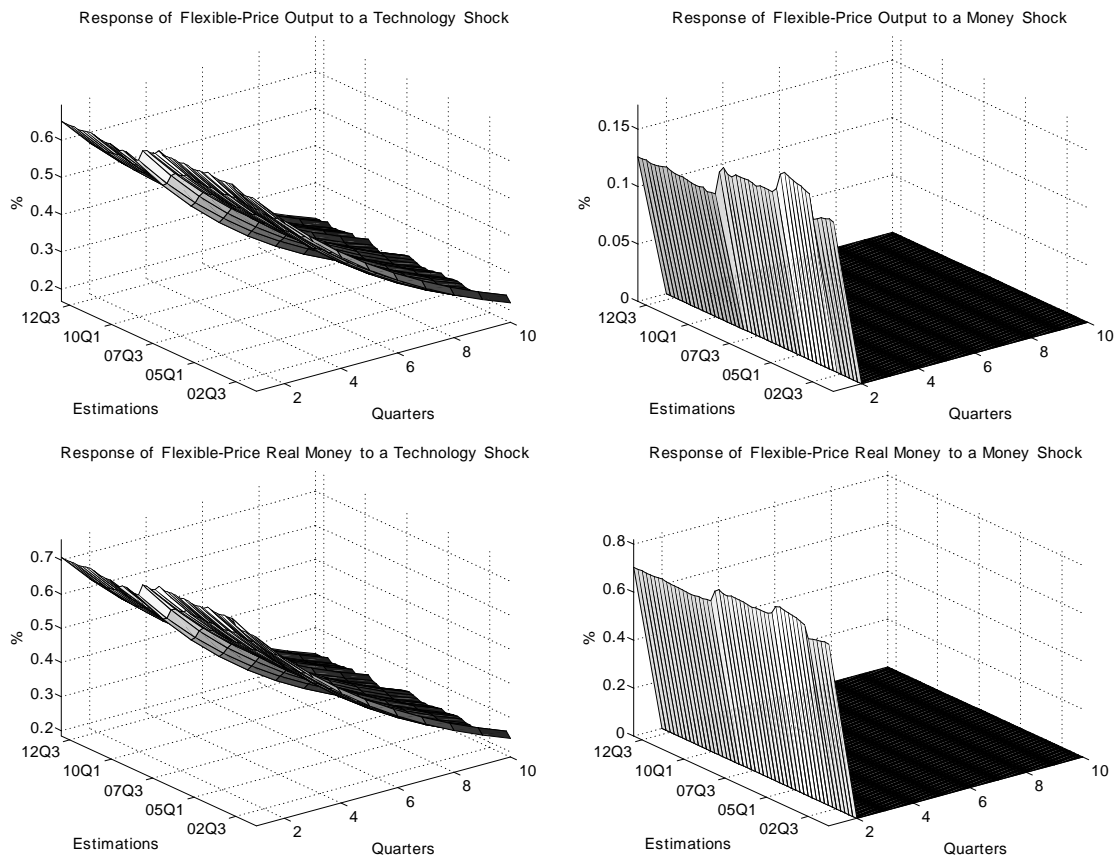 Response of Flexible-Price Output to a Technology Shock
0.6
0.5
0.4
0.3
0.2
%
12Q3
10Q1
07Q3
05Q1
02Q3
Estimations
2
4
6
8
10
Quarters
Response of Flexible-Price Output to a Money Shock
0.15
0.1
0.05
0
%
12Q3
10Q1
07Q3
05Q1
02Q3
Estimations
2
4
6
8
10
Quarters
Response of Flexible-Price Real Money to a Technology Shock
0.7
0.6
0.5
0.4
0.3
0.2
%
12Q3
10Q1
07Q3
05Q1
02Q3
Estimations
2
4
6
8
10
Quarters
Response of Flexible-Price Real Money to a Money Shock
0.8
0.6
0.4
0.2
0
%
12Q3
10Q1
07Q3
05Q1
02Q3
Estimations
2
4
6
8
10
Quarters